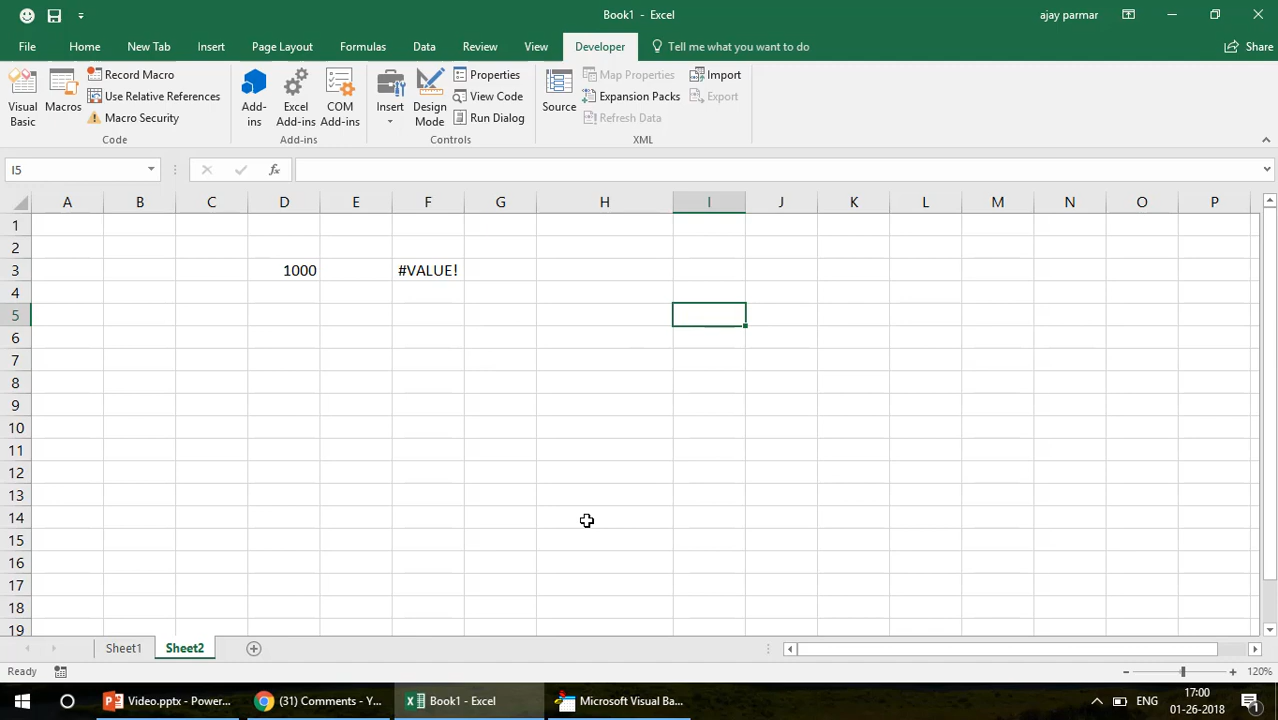 Book1 - Excel
ajay parmar
File Home New Tab Insert Page Layout Formulas Data Review View Developer Tell me what you want to do Share
Visual Basic
Macros
Record Macro
Use Relative References
Macro Security
Code
Add-ins
Excel Add-ins
COM Add-ins
Add-ins
Insert
Design Mode
Properties
View Code
Run Dialog
Controls
Source
Map Properties
Expansion Packs
Refresh Data
Import
Export
XML
I5
fx
A B C D E F G H I J K L M N O P
1
2
3 1000 #VALUE!
4
5
6
7
8
9
10
11
12
13
14
15
16
17
18
19
Sheet1 Sheet2
Ready 120%
Video.pptx - Power... (31) Comments - Y... Book1 - Excel Microsoft Visual Ba... ENG 17:00
01-26-2018
1